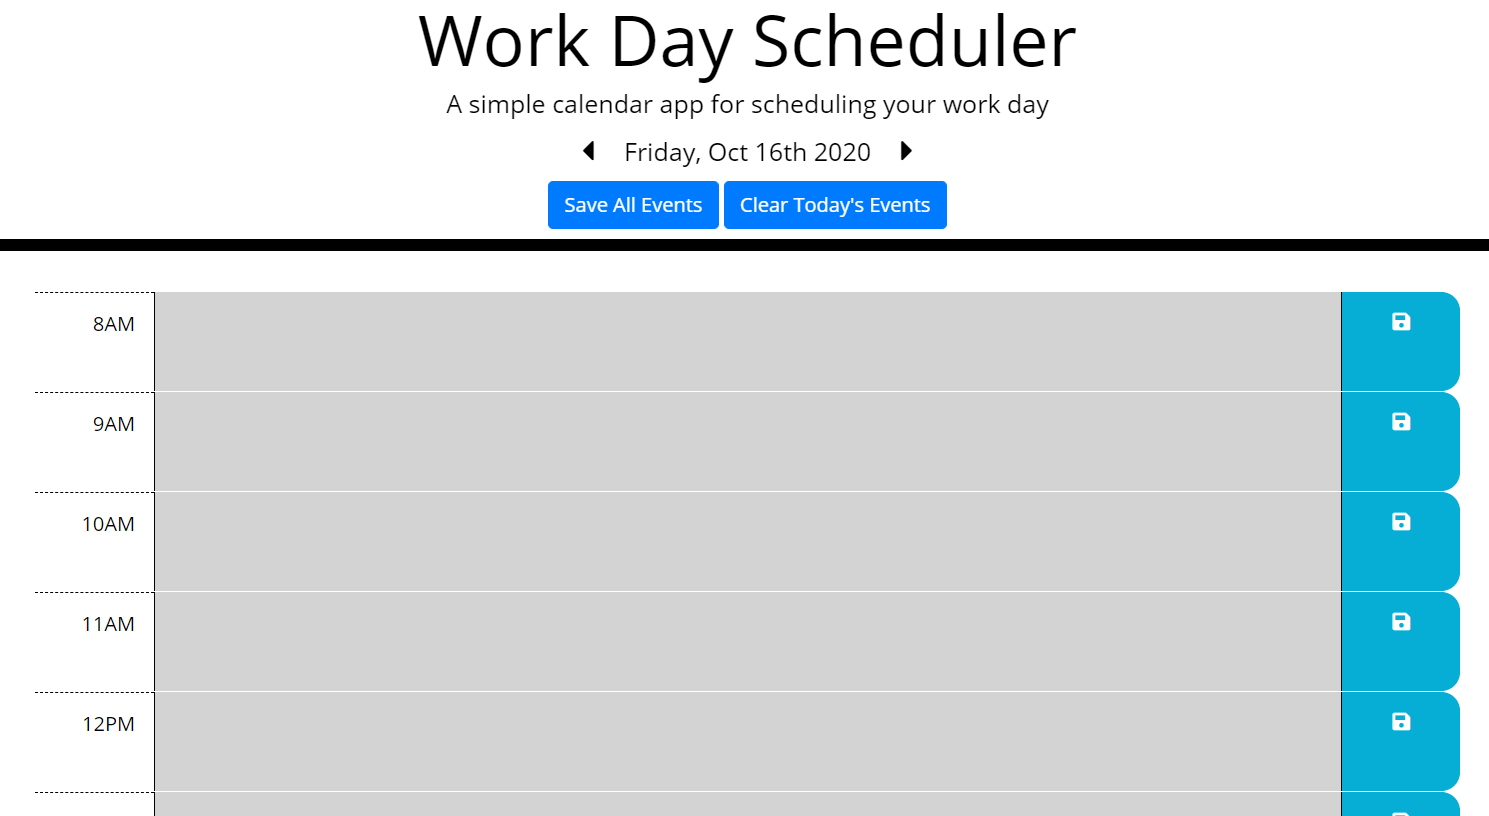 Work Day Scheduler
A simple calendar app for scheduling your work day
Friday, Oct 16th 2020
Save All Events Clear Today's Events
8AM
9AM
10AM
11AM
12PM